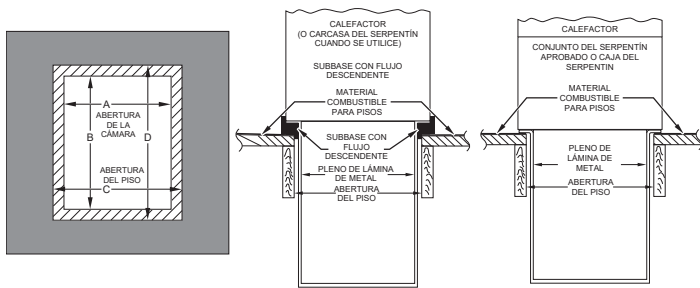 A
ABERTURA
DE LA
CÁMARA
B
D
ABERTURA
DEL PISO
C
CALEFACTOR
(O CARCASA DEL SERPENTÍN
CUANDO SE UTILICE)
SUBBASE CON FLUJO
DESCENDENTE
MATERIAL
COMBUSTIBLE
PARA PISOS
SUBBASE CON
FLUJO
DESCENDENTE
PLENO DE LÁMINA
DE METAL
ABERTURA
DEL PISO
CALEFACTOR
CONJUNTO DEL SERPENTÍN
APROBADO O CAJA DEL
SERPENTIN
MATERIAL
COMBUSTIBLE
PARA PISOS
PLENO DE
LÁMINA DE
METAL
ABERTURA
DEL PISO